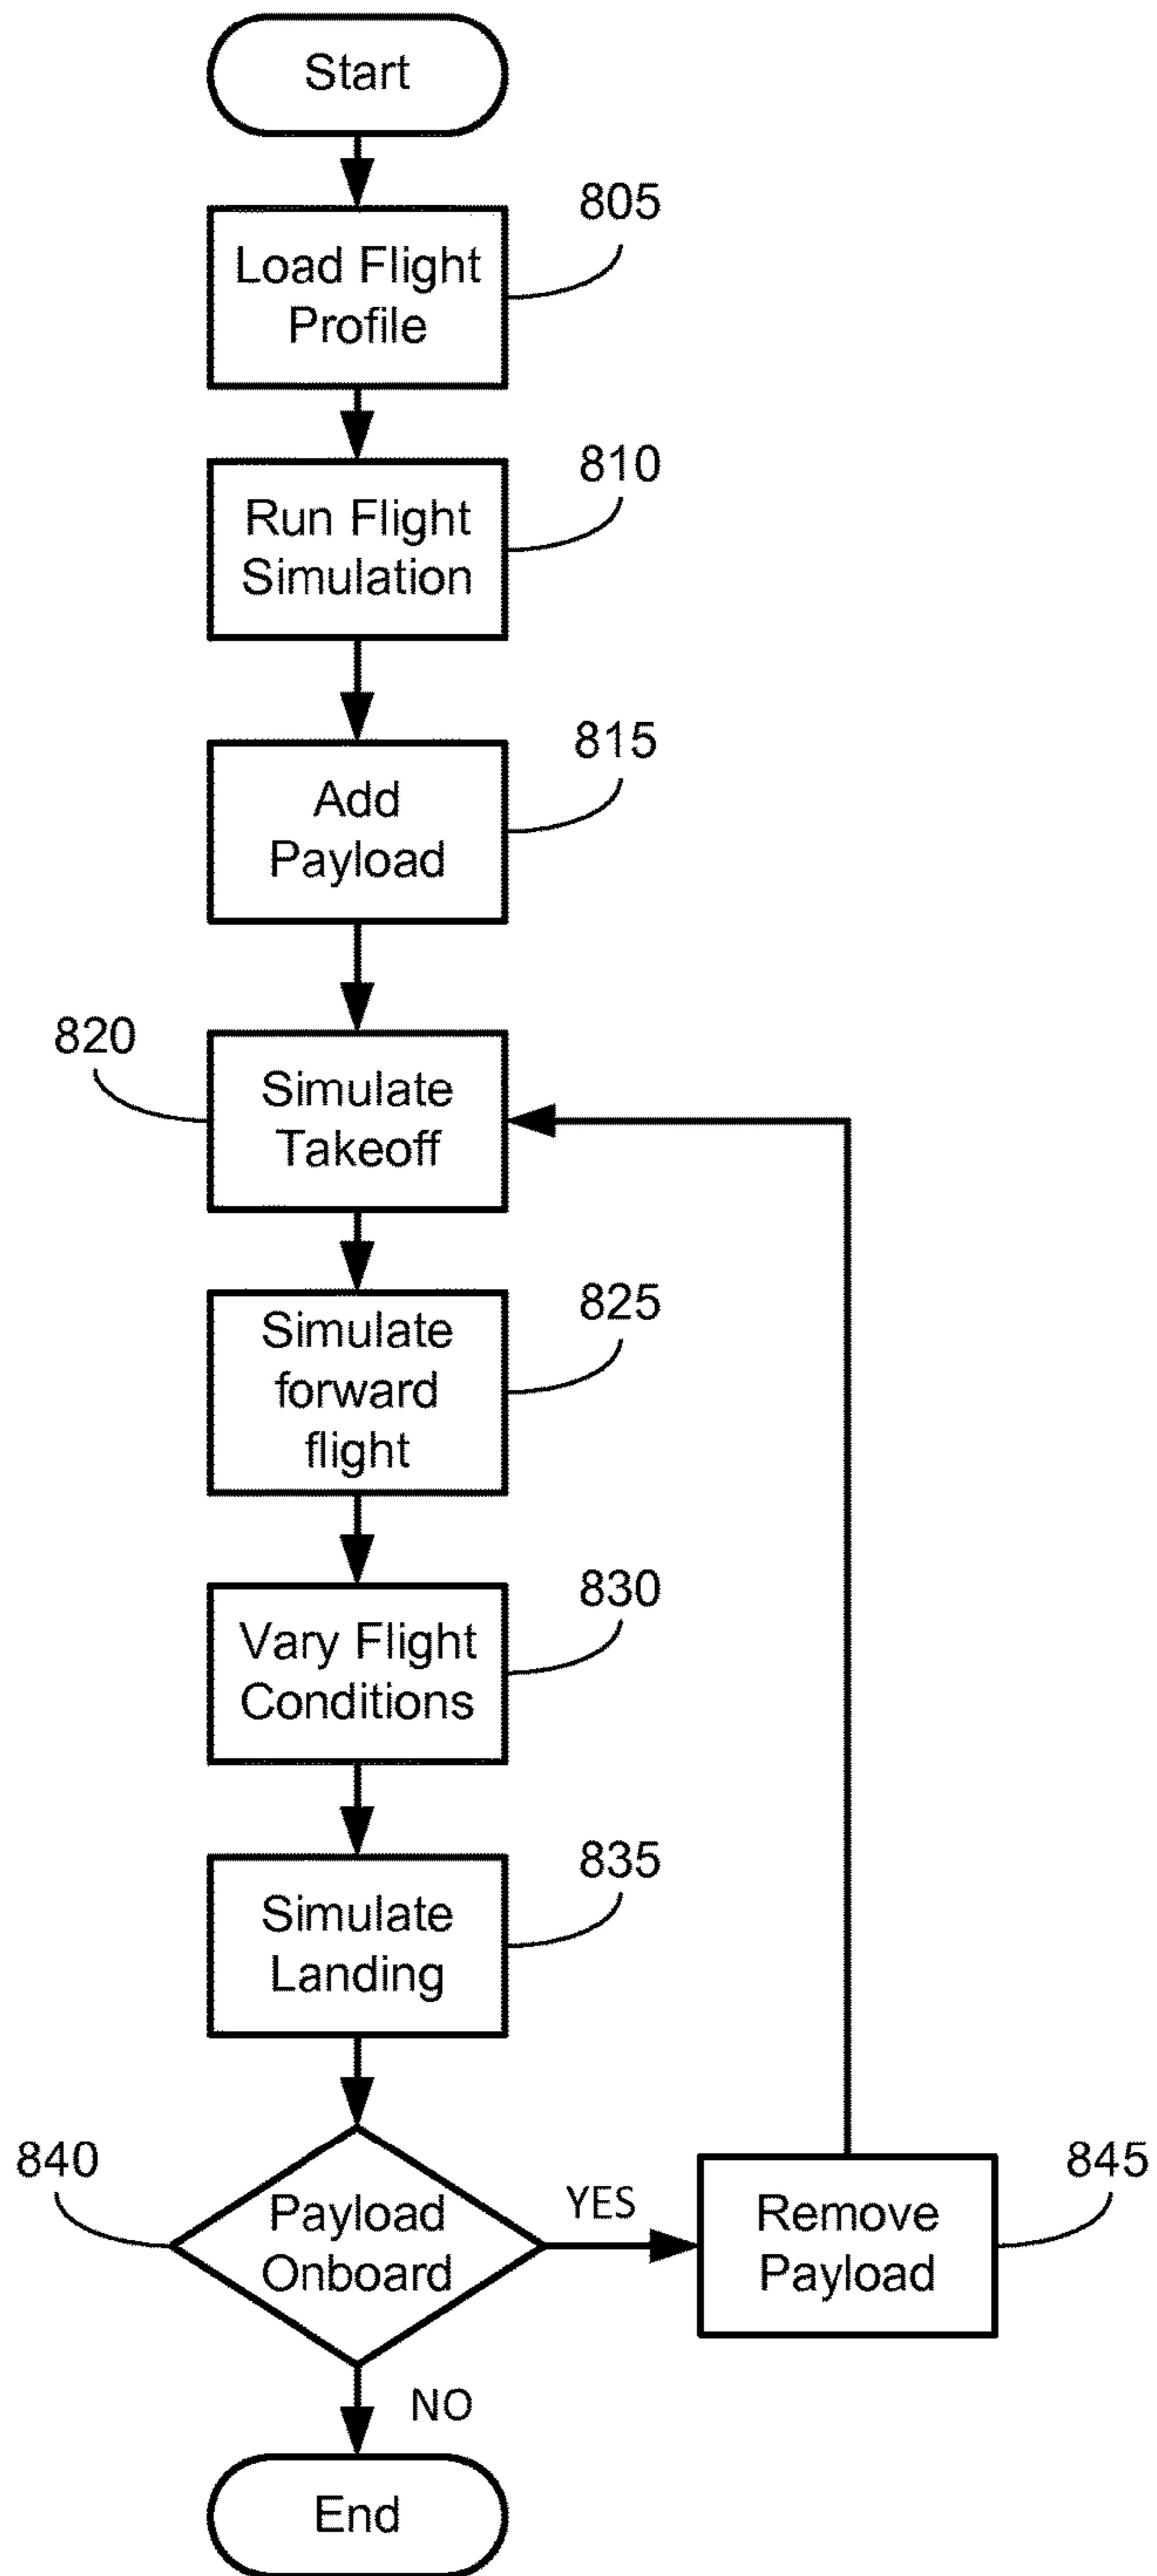 Start
805
Load Flight
Profile
810
Run Flight
Simulation
815
Add
Payload
820
Simulate
Takeoff
825
Simulate
forward
flight
830
Vary Flight
Conditions
835
Simulate
Landing
840
Payload
Onboard
YES
845
Remove
Payload
NO
End